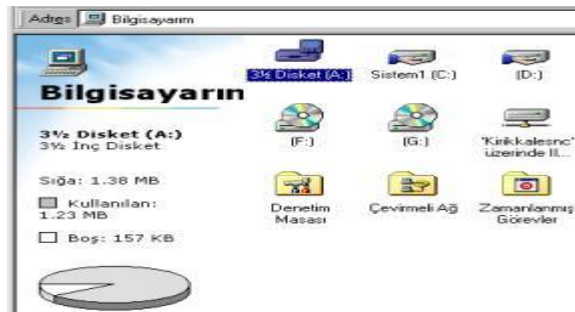 Adres Bilgisayarım
Bilgisayarın
3½ Disket (A:)
3½ İnç Disket
Sığa: 1.38 MB
Kullanılan:
1.23 MB
Boş: 157 KB
3½ Disket (A:)
Sistem1 (C:)
(D:)
(F:)
(G:)
'Kirikkalesnc'
üzerinde
Denetim
Masası
Çevirmeli Ağ
Zamanlanmış
Görevler